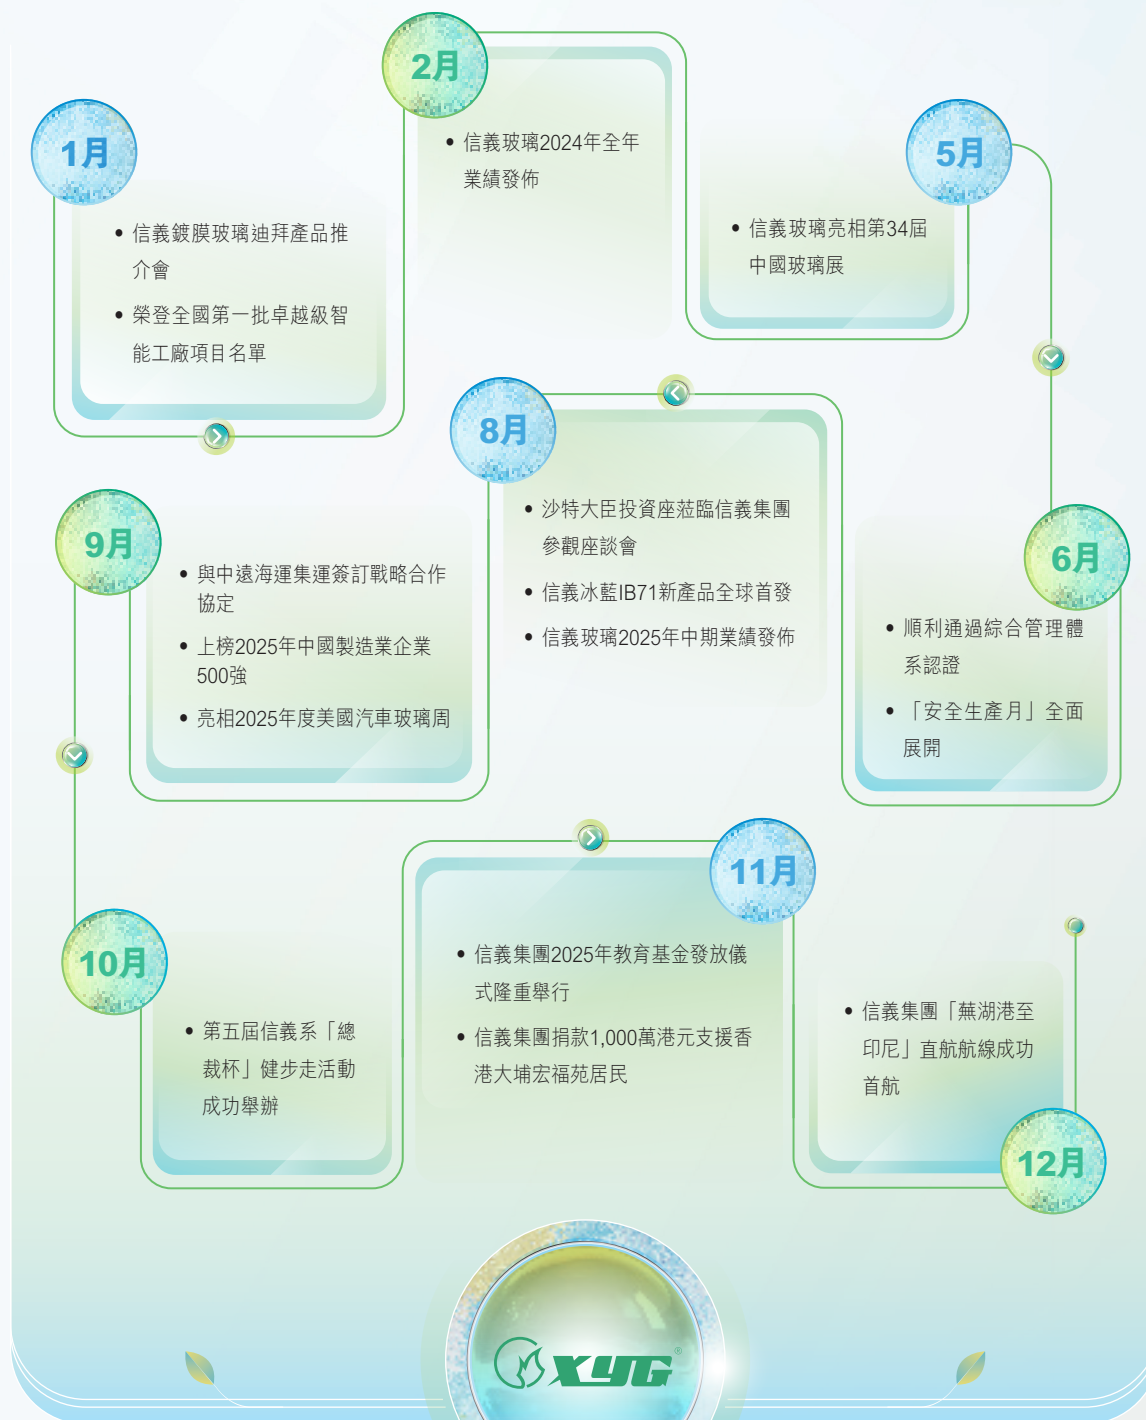 1月
• 信義鍍膜玻璃迪拜產品推
介會
• 榮登全國第一批卓越級智
能工廠項目名單
2月
• 信義玻璃2024年全年
業績發佈
5月
• 信義玻璃亮相第34屆
中國玻璃展
6月
• 順利通過綜合管理體
系認證
• 「安全生產月」全面
展開
8月
• 沙特大臣投資座蒞臨信義集團
參觀座談會
• 信義冰藍IB71新產品全球首發
• 信義玻璃2025年中期業績發佈
9月
• 與中遠海運集運簽訂戰略合作
協定
• 上榜2025年中國製造業企業
500強
• 亮相2025年度美國汽車玻璃周
10月
• 第五屆信義系「總
裁杯」健步走活動
成功舉辦
11月
• 信義集團2025年教育基金發放儀
式隆重舉行
• 信義集團捐款1,000萬港元支援香
港大埔宏福苑居民
12月
• 信義集團「蕪湖港至
印尼」直航航線成功
首航
XYG®